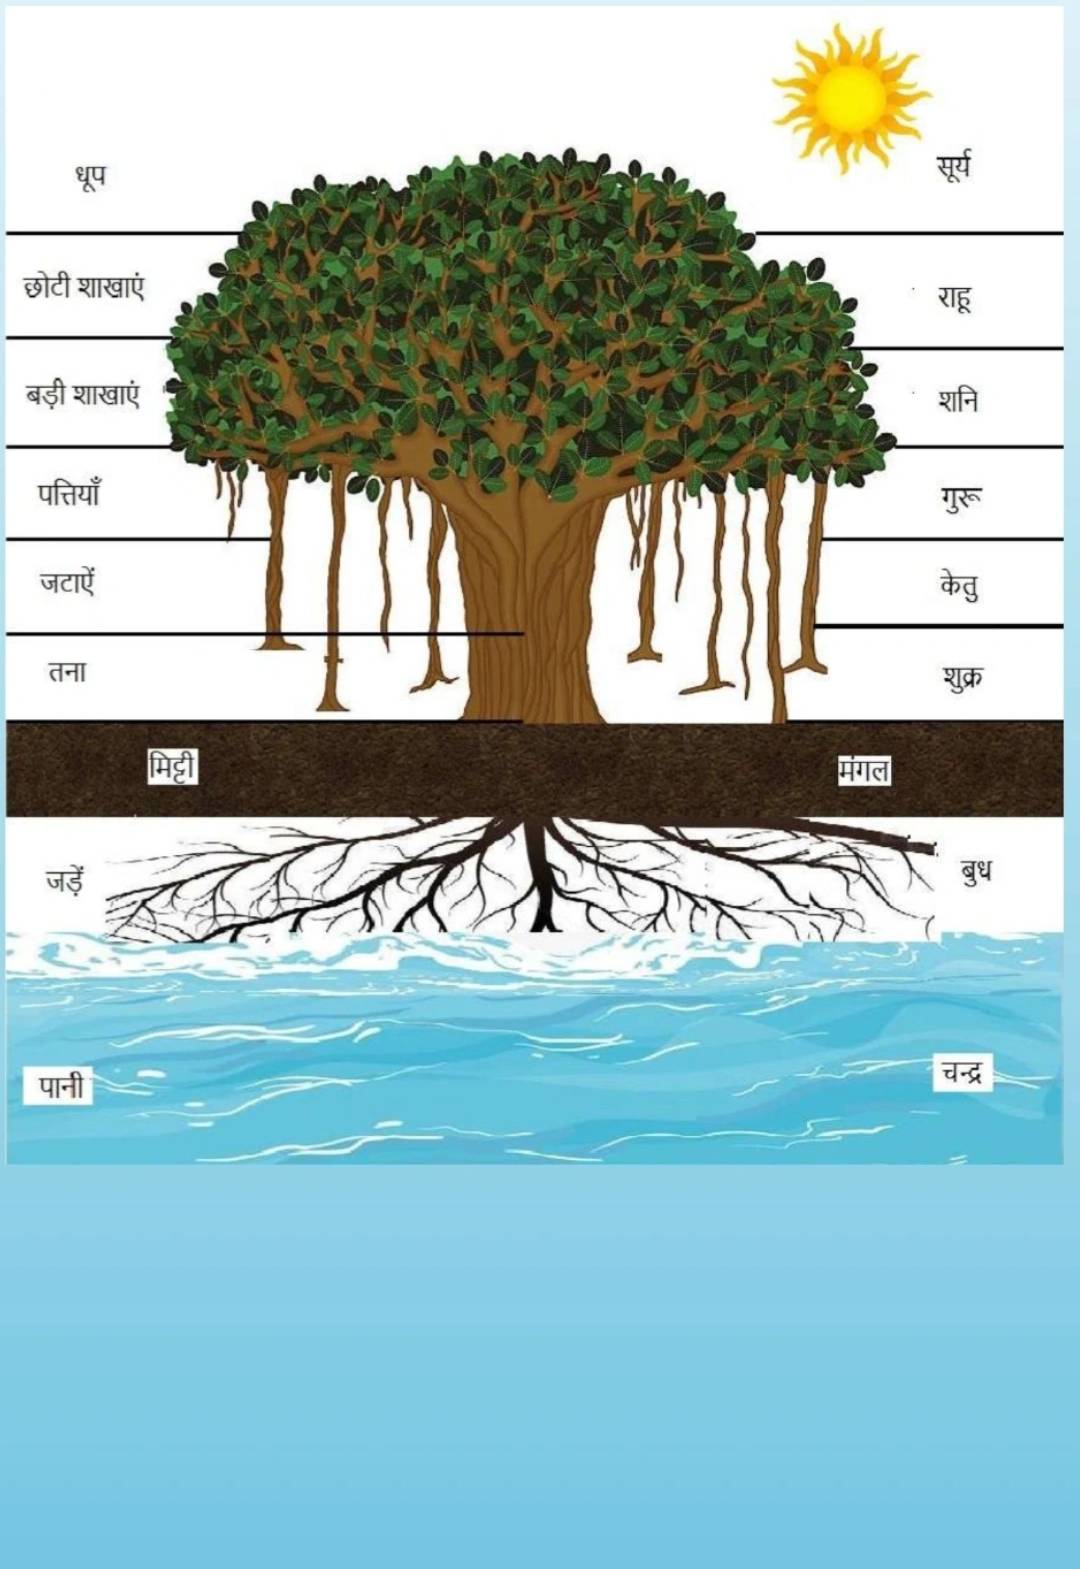 धूप
सूर्य
छोटी शाखाएं
राहू
बड़ी शाखाएं
शनि
पत्तियाँ
गुरू
जटाऐं
केतु
तना
शुक्र
मिट्टी
मंगल
जड़ें
बुध
पानी
चन्द्र